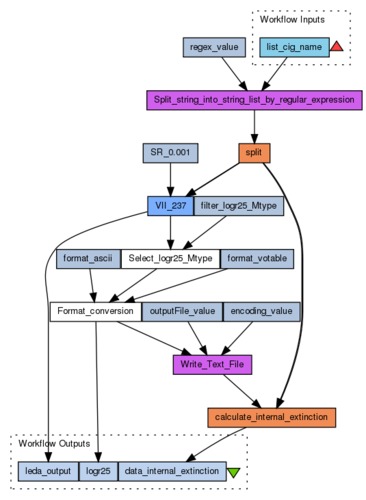 Workflow Inputs
regex_value list_cig_name
Split_string_into_string_list_by_regular_expression
SR_0.001 split
VII_237 filter_logr25_Mtype
format_ascii Select_logr25_Mtype format_votable
Format_conversion outputFile_value encoding_value
Write_Text_File
calculate_internal_extinction
Workflow Outputs
leda_output logr25 data_internal_extinction